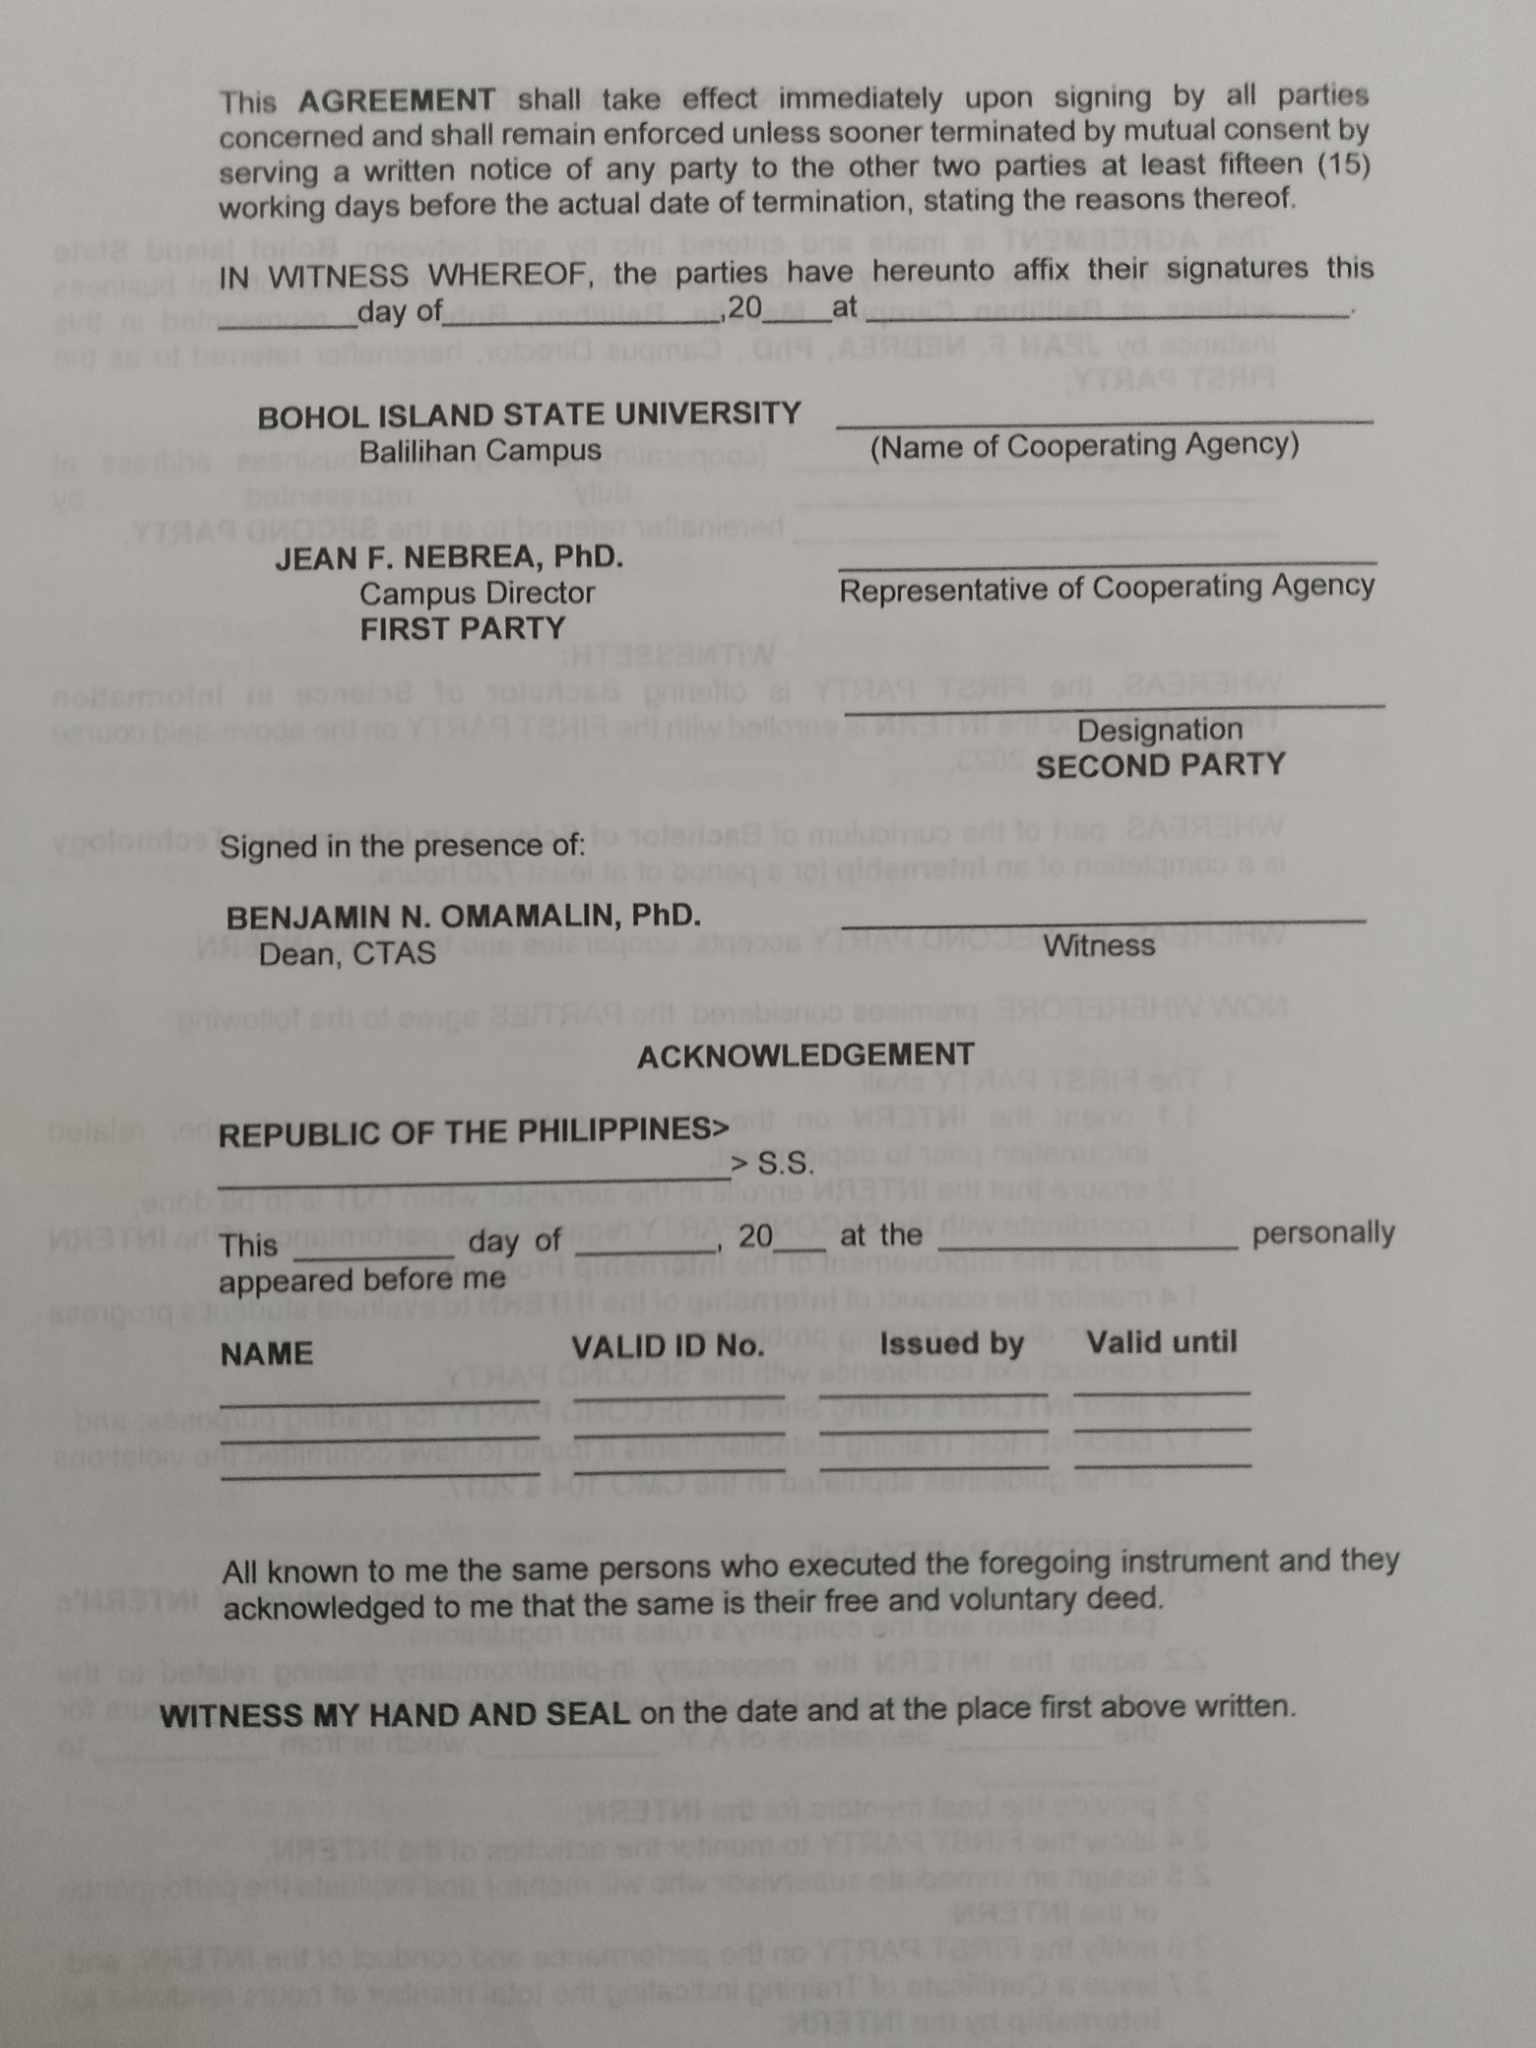 This AGREEMENT shall take effect immediately upon signing by all parties
concerned and shall remain enforced unless sooner terminated by mutual consent by
serving a written notice of any party to the other two parties at least fifteen (15)
working days before the actual date of termination, stating the reasons thereof.
IN WITNESS WHEREOF, the parties have hereunto affix their signatures this
________day of________________,20____at ____________________________.
BOHOL ISLAND STATE UNIVERSITY
Balilihan Campus
(Name of Cooperating Agency)
JEAN F. NEBREA, PhD.
Campus Director
FIRST PARTY
Representative of Cooperating Agency
Designation
SECOND PARTY
Signed in the presence of:
BENJAMIN N. OMAMALIN, PhD.
Dean, CTAS
Witness
ACKNOWLEDGEMENT
REPUBLIC OF THE PHILIPPINES>
______________________________> S.S.
This _________ day of ________, 20___ at the _________________ personally
appeared before me
NAME VALID ID No. Issued by Valid until
All known to me the same persons who executed the foregoing instrument and they
acknowledged to me that the same is their free and voluntary deed.
WITNESS MY HAND AND SEAL on the date and at the place first above written.